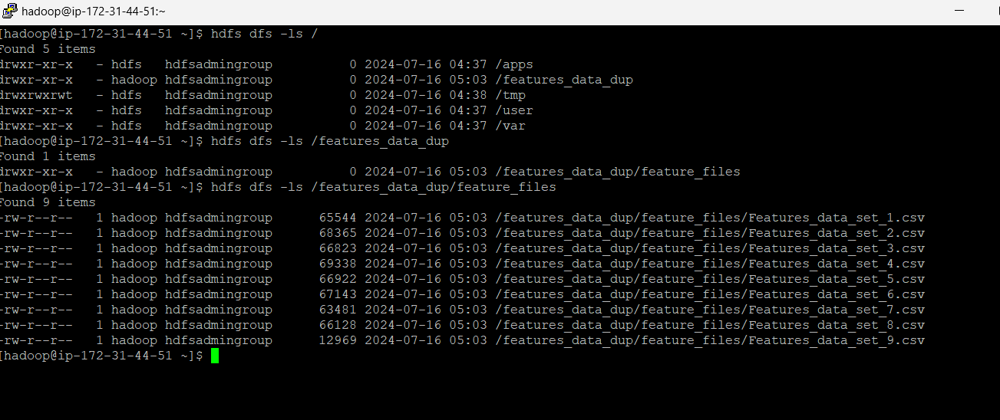 hadoop@ip-172-31-44-51:~
[hadoop@ip-172-31-44-51 ~]$ hdfs dfs -ls /
Found 5 items
drwxr-xr-x   - hdfs   hdfsadmingroup          0 2024-07-16 04:37 /apps
drwxr-xr-x   - hadoop hdfsadmingroup          0 2024-07-16 05:03 /features_data_dup
drwxrwxrwt   - hdfs   hdfsadmingroup          0 2024-07-16 04:38 /tmp
drwxr-xr-x   - hdfs   hdfsadmingroup          0 2024-07-16 04:37 /user
drwxr-xr-x   - hdfs   hdfsadmingroup          0 2024-07-16 04:37 /var
[hadoop@ip-172-31-44-51 ~]$ hdfs dfs -ls /features_data_dup
Found 1 items
drwxr-xr-x   - hadoop hdfsadmingroup          0 2024-07-16 05:03 /features_data_dup/feature_files
[hadoop@ip-172-31-44-51 ~]$ hdfs dfs -ls /features_data_dup/feature_files
Found 9 items
-rw-r--r--   1 hadoop hdfsadmingroup      65544 2024-07-16 05:03 /features_data_dup/feature_files/Features_data_set_1.csv
-rw-r--r--   1 hadoop hdfsadmingroup      68365 2024-07-16 05:03 /features_data_dup/feature_files/Features_data_set_2.csv
-rw-r--r--   1 hadoop hdfsadmingroup      66823 2024-07-16 05:03 /features_data_dup/feature_files/Features_data_set_3.csv
-rw-r--r--   1 hadoop hdfsadmingroup      69338 2024-07-16 05:03 /features_data_dup/feature_files/Features_data_set_4.csv
-rw-r--r--   1 hadoop hdfsadmingroup      66922 2024-07-16 05:03 /features_data_dup/feature_files/Features_data_set_5.csv
-rw-r--r--   1 hadoop hdfsadmingroup      67143 2024-07-16 05:03 /features_data_dup/feature_files/Features_data_set_6.csv
-rw-r--r--   1 hadoop hdfsadmingroup      63481 2024-07-16 05:03 /features_data_dup/feature_files/Features_data_set_7.csv
-rw-r--r--   1 hadoop hdfsadmingroup      66128 2024-07-16 05:03 /features_data_dup/feature_files/Features_data_set_8.csv
-rw-r--r--   1 hadoop hdfsadmingroup      12969 2024-07-16 05:03 /features_data_dup/feature_files/Features_data_set_9.csv
[hadoop@ip-172-31-44-51 ~]$